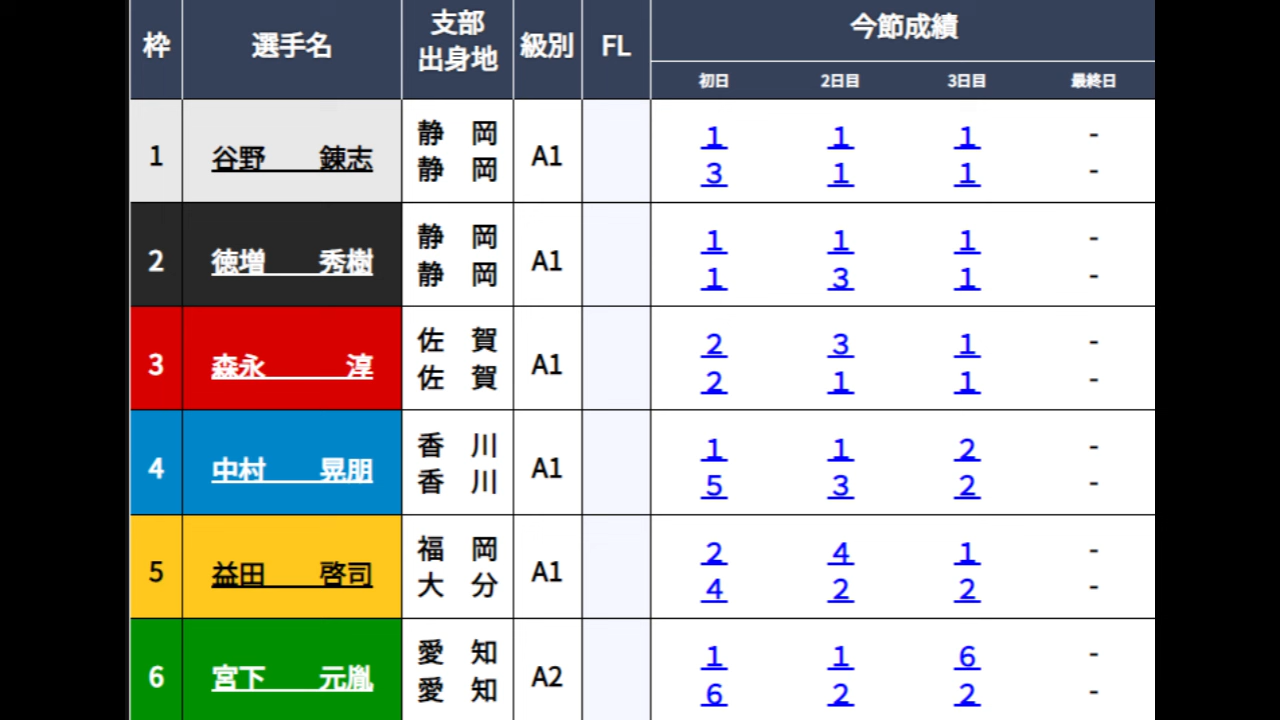 枠 選手名 支部 出身地 級別 FL 今節成績
初日 2日目 3日目 最終日
1 谷野 錬志 静岡 A1 1 1 1 -
静岡 3 1 1 -
2 徳増 秀樹 静岡 A1 1 1 1 -
静岡 1 3 1 -
3 森永 淳 佐賀 A1 2 3 1 -
佐賀 2 1 1 -
4 中村 晃朋 香川 A1 1 1 2 -
香川 5 3 2 -
5 益田 啓司 福岡 A1 2 4 1 -
大分 4 2 2 -
6 宮下 元胤 愛知 A2 1 1 6 -
愛知 6 2 2 -